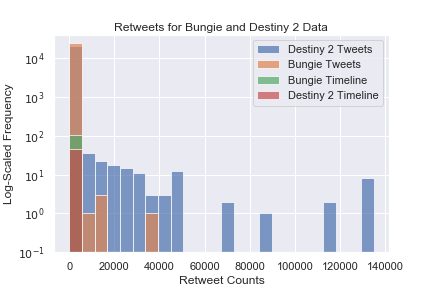 Retweets for Bungie and Destiny 2 Data
Destiny 2 Tweets
Bungie Tweets
Bungie Timeline
Destiny 2 Timeline
Log-Scaled Frequency
10⁴
10³
10²
10¹
10⁰
10⁻¹
0 20000 40000 60000 80000 100000 120000 140000
Retweet Counts